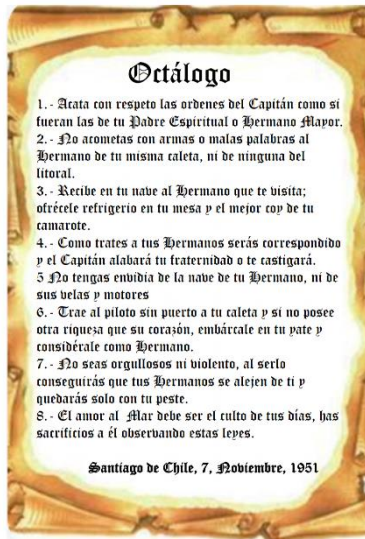 Octálogo
1.- Acata con respeto las ordenes del Capitán como si
fueran las de tu Padre Espiritual o Hermano Mayor.
2.- No acometas con armas o malas palabras al
Hermano de tu misma caleta, ni de ninguna del
litoral.
3.- Recibe en tu nave al Hermano que te visita;
ofrécele refrigerio en tu mesa y el mejor coy de tu
camarote.
4.- Como trates a tus Hermanos serás correspondido
y el Capitán alabará tu fraternidad o te castigará.
5 No tengas envidia de la nave de tu Hermano, ni de
sus velas y motores
6.- Trae al piloto sin puerto a tu caleta y si no posee
otra riqueza que su corazón, embárcale en tu yate y
considérale como Hermano.
7.- No seas orgullosos ni violento, al serlo
conseguirás que tus Hermanos se alejen de ti y
quedarás solo con tu peste.
8.- El amor al Mar debe ser el culto de tus días, has
sacrificios a él observando estas leyes.
Santiago de Chile, 7, Noviembre, 1951